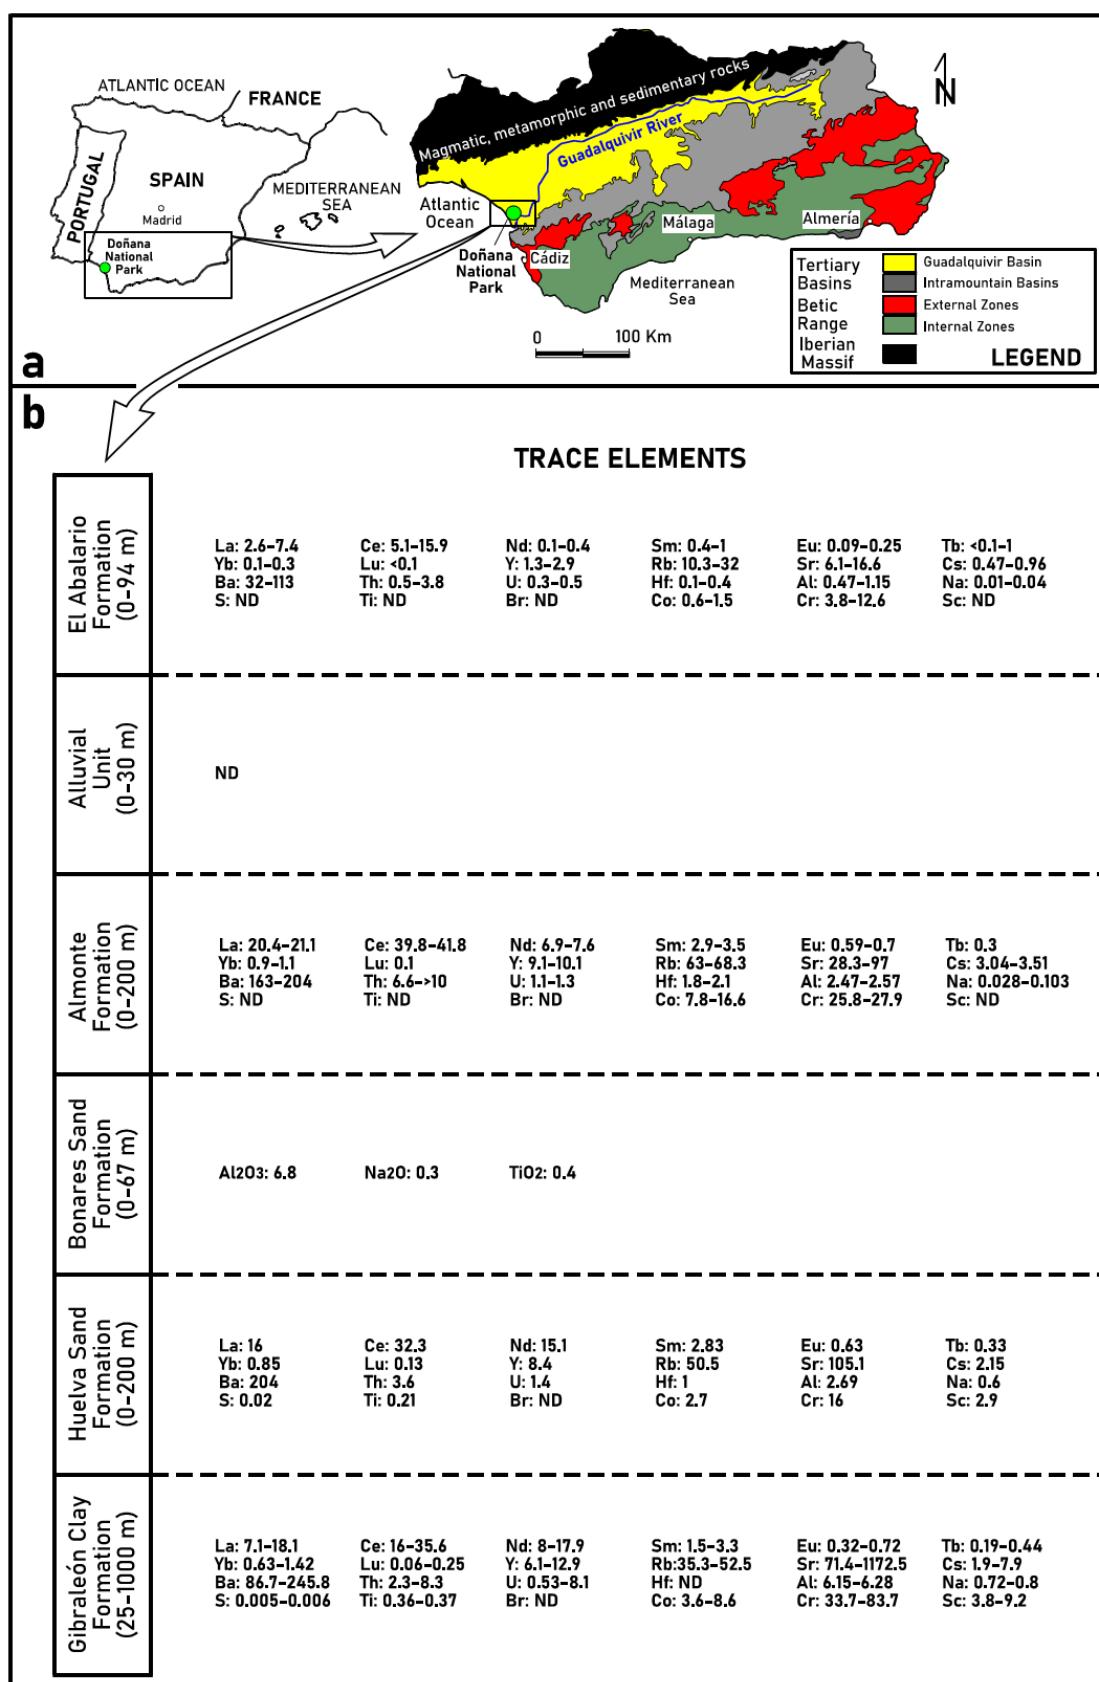 ATLANTIC OCEAN
FRANCE
PORTUGAL
SPAIN
Madrid
MEDITERRANEAN
SEA
Doñana
National
Park
Magmatic, metamorphic and sedimentary rocks
Guadalquivir River
N
Atlantic
Ocean
Doñana
National
Park
Cádiz
Málaga
Almería
Mediterranean
Sea
0 100 Km
Tertiary
Basins
Guadalquivir Basin
Intramountain Basins
Betic
Range
External Zones
Internal Zones
Iberian
Massif
LEGEND
a
b
TRACE ELEMENTS
El Abalario
Formation
(0-94 m)
La: 2.6-7.4 Ce: 5.1-15.9 Nd: 0.1-0.4 Sm: 0.4-1 Eu: 0.09-0.25 Tb: <0.1-1
Yb: 0.1-0.3 Lu: <0.1 Y: 1.3-2.9 Rb: 10.3-32 Sr: 6.1-16.6 Cs: 0.47-0.96
Ba: 32-113 Th: 0.5-3.8 U: 0.3-0.5 Hf: 0.1-0.4 Al: 0.47-1.15 Na: 0.01-0.04
S: ND Ti: ND Br: ND Co: 0.6-1.5 Cr: 3.8-12.6 Sc: ND
Alluvial
Unit
(0-30 m)
ND
Almonte
Formation
(0-200 m)
La: 20.4-21.1 Ce: 39.8-41.8 Nd: 6.9-7.6 Sm: 2.9-3.5 Eu: 0.59-0.7 Tb: 0.3
Yb: 0.9-1.1 Lu: 0.1 Y: 9.1-10.1 Rb: 63-68.3 Sr: 28.3-97 Cs: 3.04-3.51
Ba: 163-204 Th: 6.6->10 U: 1.1-1.3 Hf: 1.8-2.1 Al: 2.47-2.57 Na: 0.028-0.103
S: ND Ti: ND Br: ND Co: 7.8-16.6 Cr: 25.8-27.9 Sc: ND
Bonares Sand
Formation
(0-67 m)
Al2O3: 6.8 Na2O: 0.3 TiO2: 0.4
Huelva Sand
Formation
(0-200 m)
La: 16 Ce: 32.3 Nd: 15.1 Sm: 2.83 Eu: 0.63 Tb: 0.33
Yb: 0.85 Lu: 0.13 Y: 8.4 Rb: 50.5 Sr: 105.1 Cs: 2.15
Ba: 204 Th: 3.6 U: 1.4 Hf: 1 Al: 2.69 Na: 0.6
S: 0.02 Ti: 0.21 Br: ND Co: 2.7 Cr: 16 Sc: 2.9
Gibraleón Clay
Formation
(25-1000 m)
La: 7.1-18.1 Ce: 16-35.6 Nd: 8-17.9 Sm: 1.5-3.3 Eu: 0.32-0.72 Tb: 0.19-0.44
Yb: 0.63-1.42 Lu: 0.06-0.25 Y: 6.1-12.9 Rb:35.3-52.5 Sr: 71.4-1172.5 Cs: 1.9-7.9
Ba: 86.7-245.8 Th: 2.3-8.3 U: 0.53-8.1 Hf: ND Al: 6.15-6.28 Na: 0.72-0.8
S: 0.005-0.006 Ti: 0.36-0.37 Br: ND Co: 3.6-8.6 Cr: 33.7-83.7 Sc: 3.8-9.2